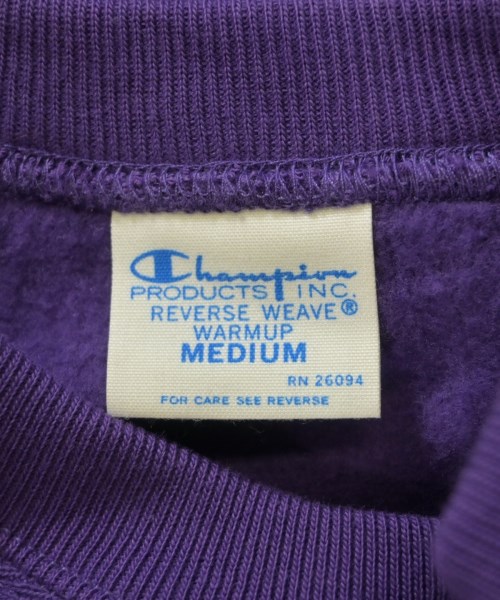 Champion
PRODUCTS INC.
REVERSE WEAVE®
WARMUP
MEDIUM
RN 26094
FOR CARE SEE REVERSE